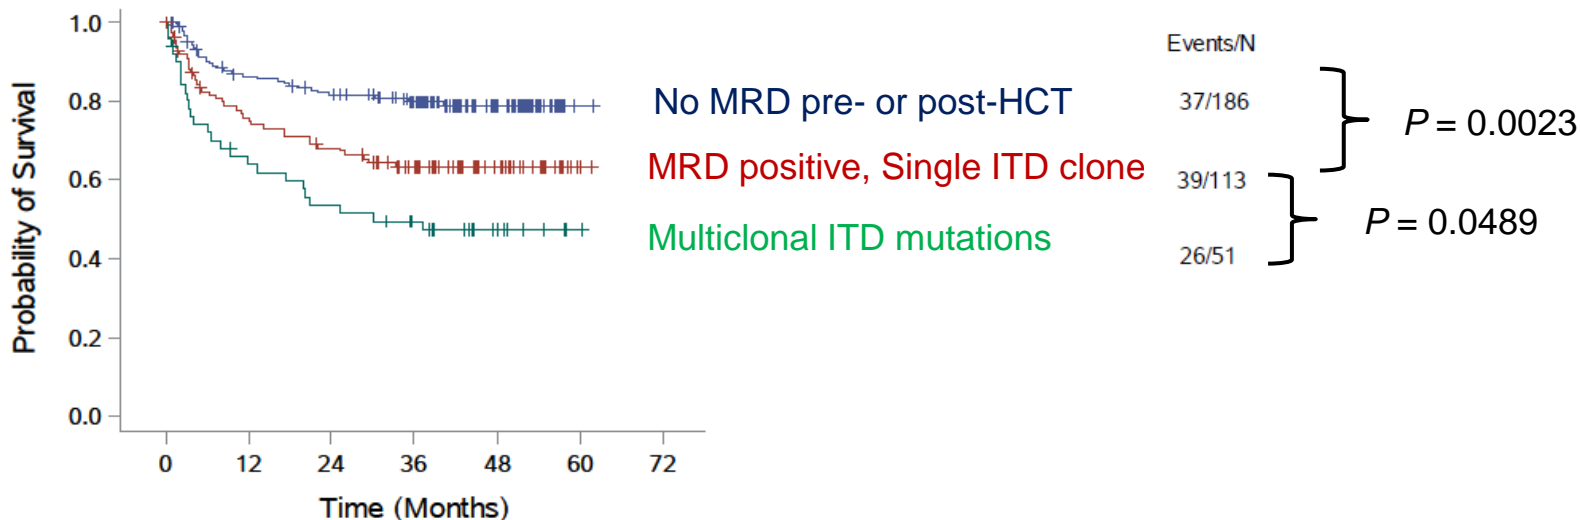 Probability of Survival
1.0
0.8
0.6
0.4
0.2
0.0
0 12 24 36 48 60 72
Time (Months)
No MRD pre- or post-HCT
MRD positive, Single ITD clone
Multiclonal ITD mutations
Events/N
37/186
39/113
26/51
P = 0.0023
P = 0.0489